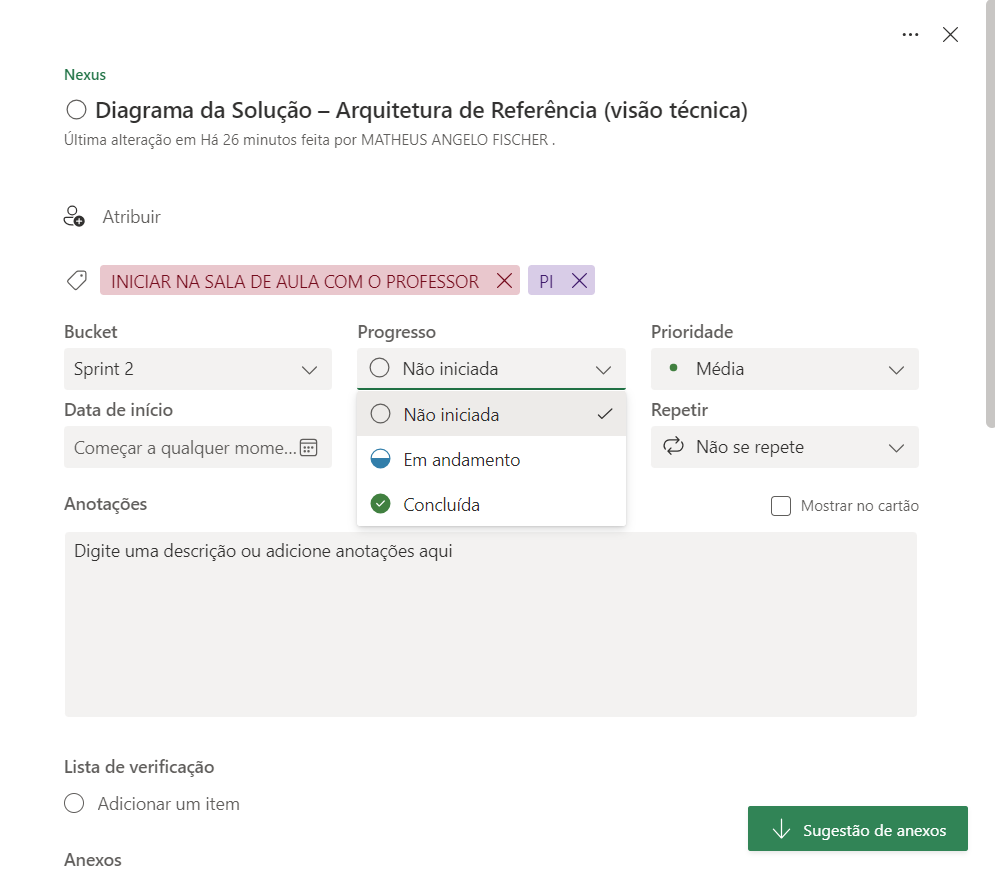 Nexus
Diagrama da Solução – Arquitetura de Referência (visão técnica)
Última alteração em Há 26 minutos feita por MATHEUS ANGELO FISCHER .
Atribuir
INICIAR NA SALA DE AULA COM O PROFESSOR PI
Bucket Progresso Prioridade
Sprint 2 Não iniciada Média
Data de início Não iniciada Repetir
Começar a qualquer mome... Em andamento Não se repete
Concluída
Anotações Mostrar no cartão
Digite uma descrição ou adicione anotações aqui
Lista de verificação
Adicionar um item
Sugestão de anexos
Anexos